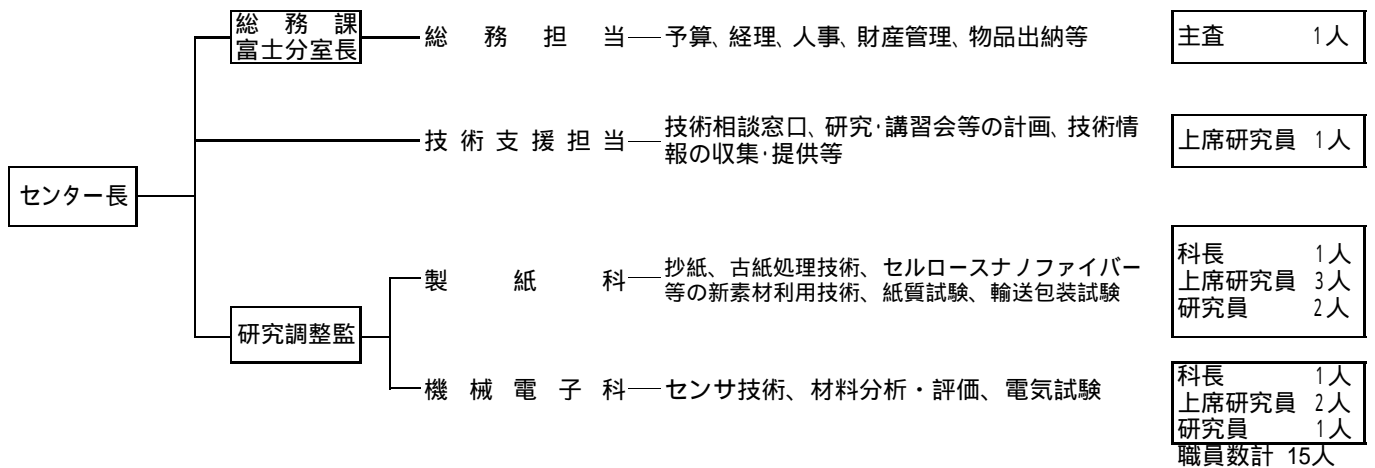 総務課
富士分室長
総務担当
予算、経理、人事、財産管理、物品出納等
主査 1人
技術支援担当
技術相談窓口、研究・講習会等の計画、技術情
報の収集・提供等
上席研究員 1人
センター長
製紙科
抄紙、古紙処理技術、セルロースナノファイバー
等の新素材利用技術、紙質試験、輸送包装試験
科長 1人
上席研究員 3人
研究員 2人
研究調整監
機械電子科
センサ技術、材料分析・評価、電気試験
科長 1人
上席研究員 2人
研究員 1人
職員数計 15人